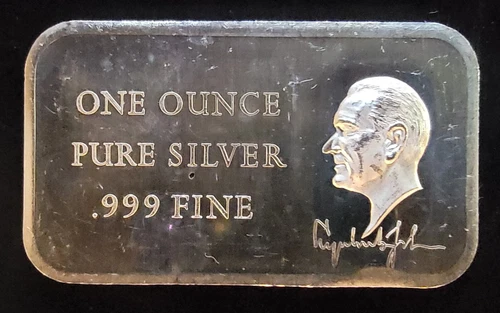 ONE OUNCE
PURE SILVER
.999 FINE